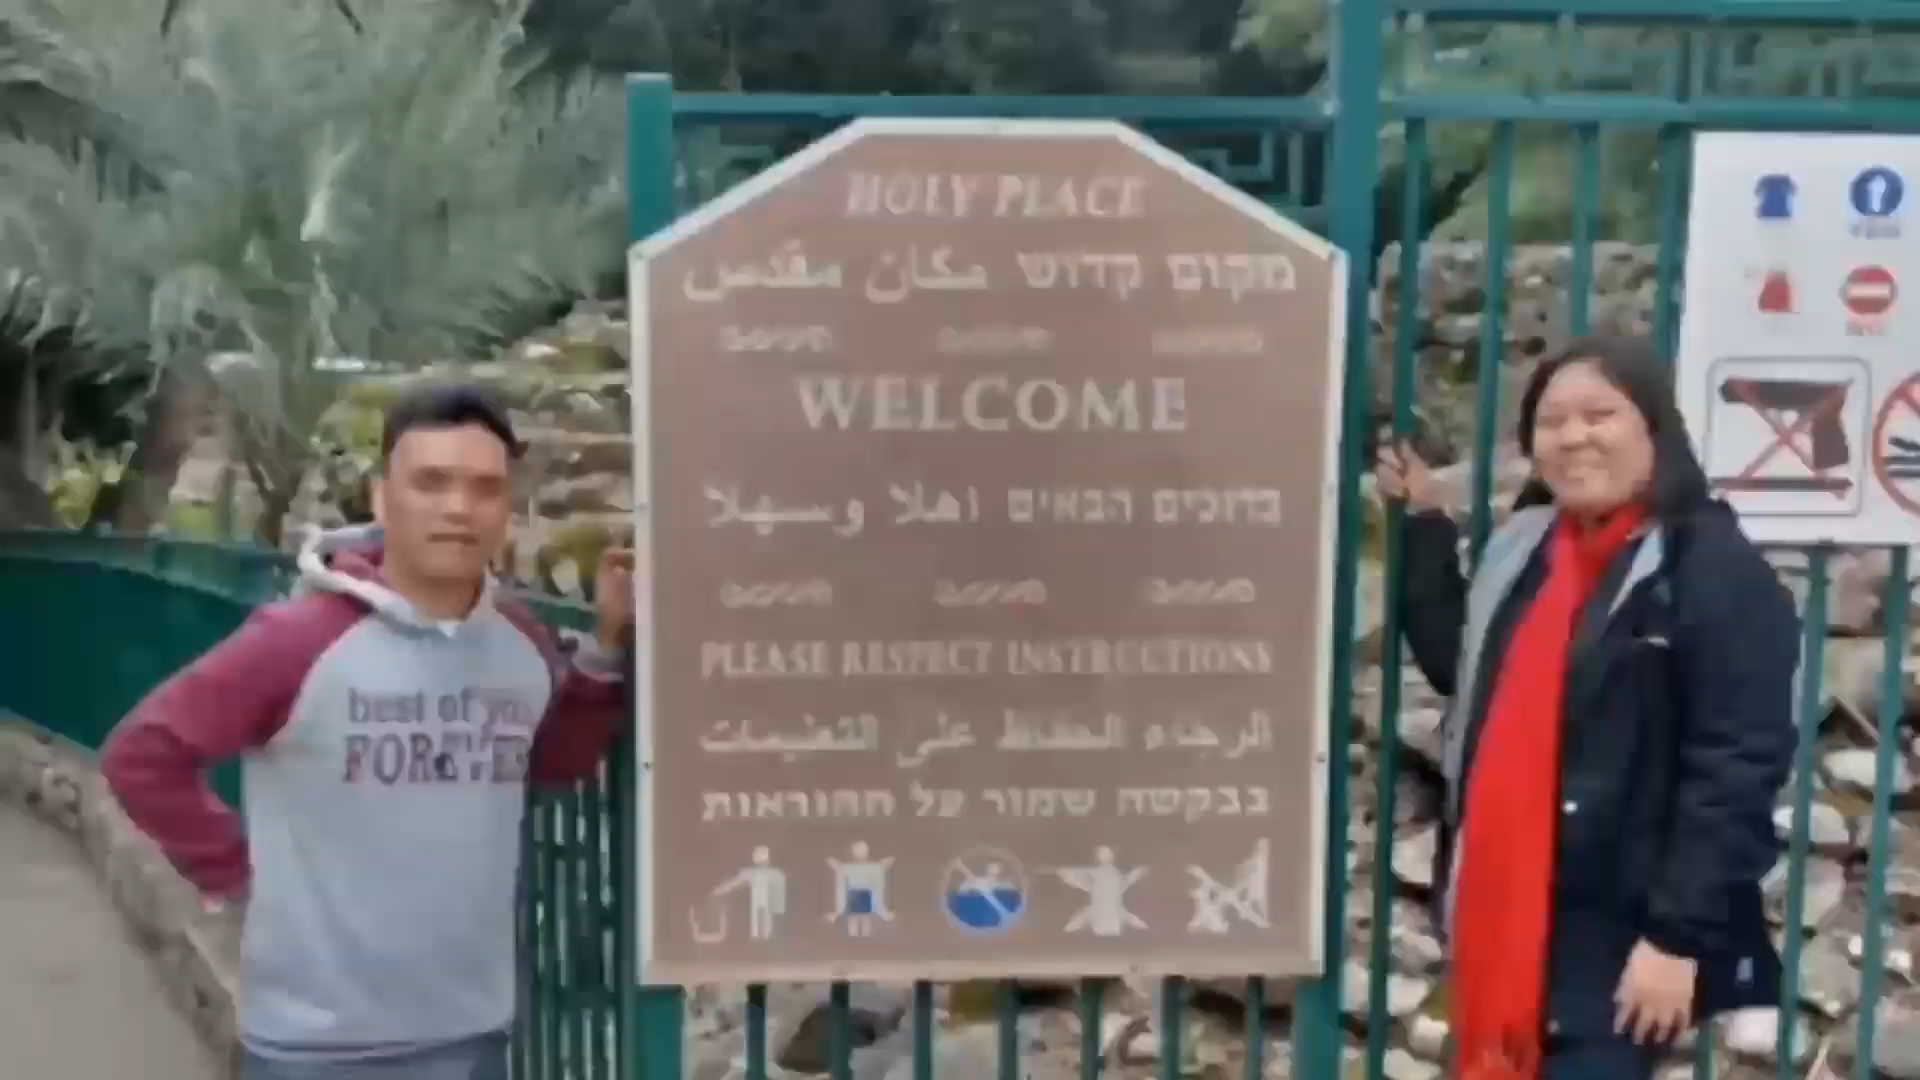 HOLY PLACE
מקום קדוש مكان مقدس
WELCOME
ברוכים הבאים اهلا وسهلا
PLEASE RESPECT INSTRUCTIONS
الرجاء الحفاظ على التعليمات
בבקשה שמור על ההוראות
best of you
FOREVER